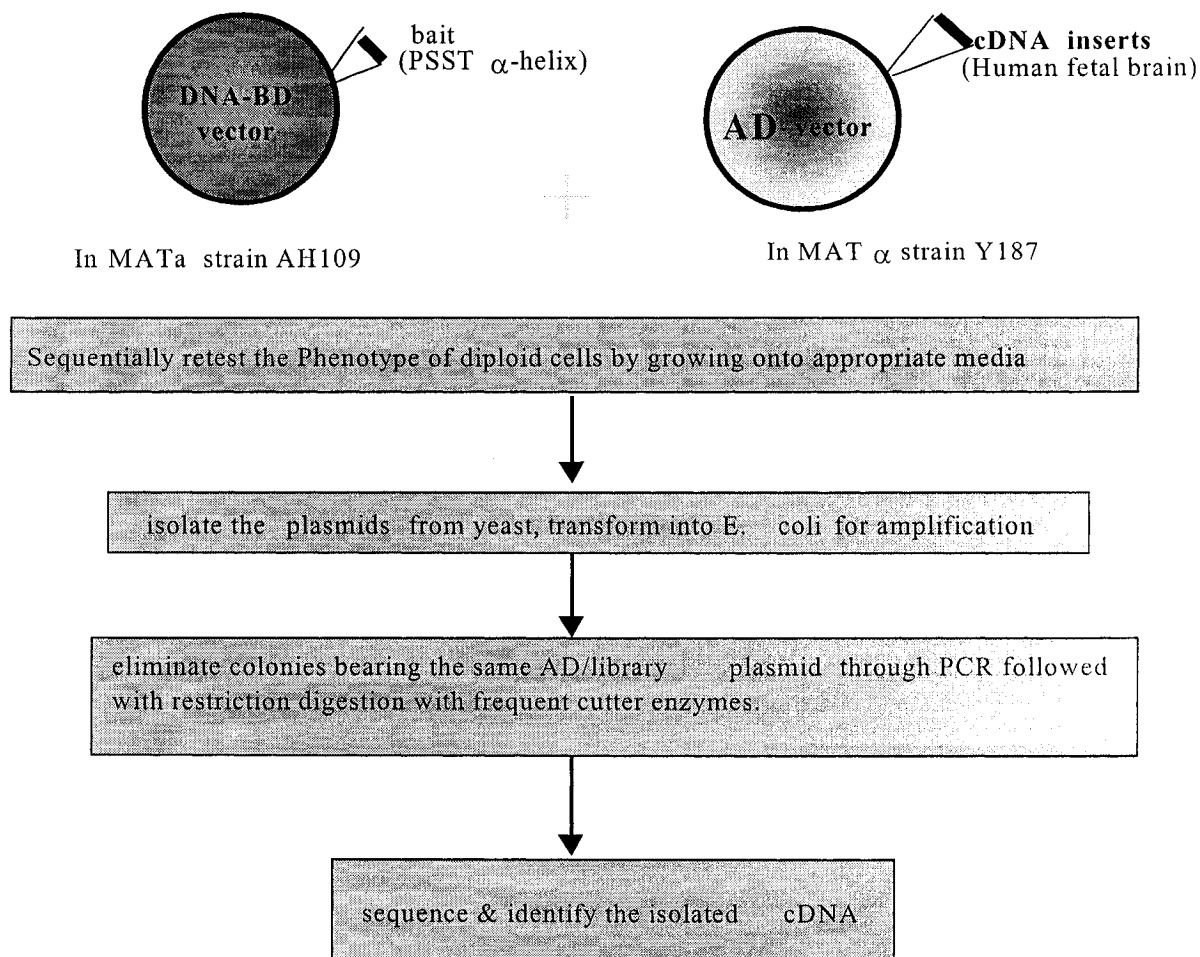 bait
(PSST α-helix)
DNA-BD
vector
cDNA inserts
(Human fetal brain)
AD vector
In MATa strain AH109
In MAT α strain Y187
Sequentially retest the Phenotype of diploid cells by growing onto appropriate media
isolate the plasmids from yeast, transform into E. coli for amplification
eliminate colonies bearing the same AD/library plasmid through PCR followed
with restriction digestion with frequent cutter enzymes.
sequence & identify the isolated cDNA